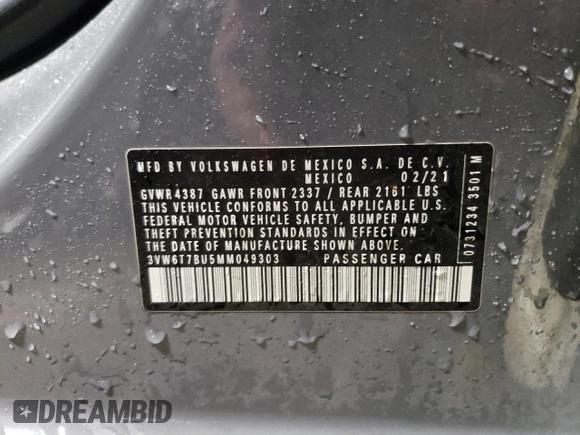 MFD BY VOLKSWAGEN DE MEXICO S.A. DE C.V.
MEXICO 02/21
GVWR 4387 GAWR FRONT 2337 / REAR 2161 LBS
THIS VEHICLE CONFORMS TO ALL APPLICABLE U.S.
FEDERAL MOTOR VEHICLE SAFETY, BUMPER AND
THEFT PREVENTION STANDARDS IN EFFECT ON
THE DATE OF MANUFACTURE SHOWN ABOVE.
3VW6T7BU5MM049303 PASSENGER CAR
0731234 3501 M
DREAMBID